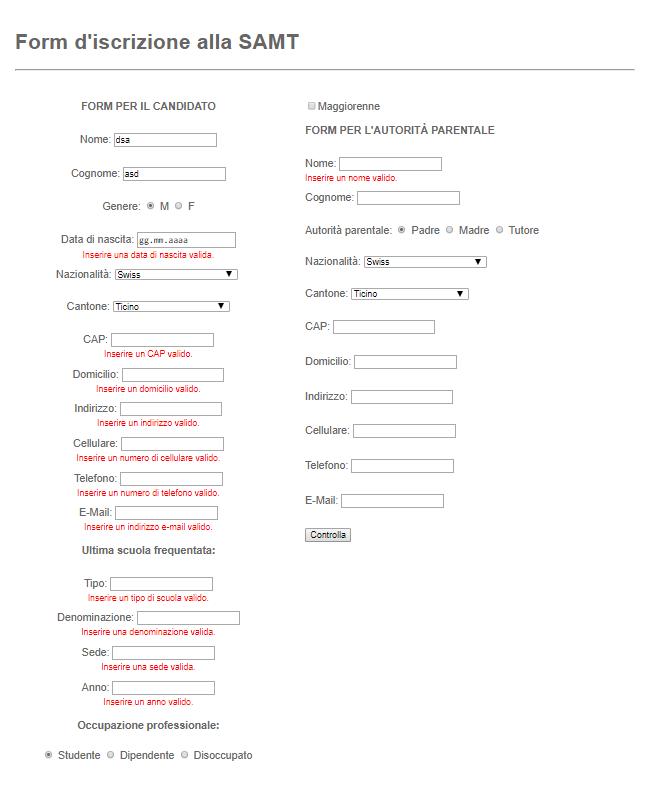 Form d'iscrizione alla SAMT
FORM PER IL CANDIDATO
Nome: dsa
Cognome: asd
Genere: M F
Data di nascita: gg.mm.aaaa
Inserire una data di nascita valida.
Nazionalità: Swiss
Cantone: Ticino
CAP:
Inserire un CAP valido.
Domicilio:
Inserire un domicilio valido.
Indirizzo:
Inserire un indirizzo valido.
Cellulare:
Inserire un numero di cellulare valido.
Telefono:
Inserire un numero di telefono valido.
E-Mail:
Inserire un indirizzo e-mail valido.
Ultima scuola frequentata:
Tipo:
Inserire un tipo di scuola valido.
Denominazione:
Inserire una denominazione valida.
Sede:
Inserire una sede valida.
Anno:
Inserire un anno valido.
Occupazione professionale:
Studente Dipendente Disoccupato
Maggiorenne
FORM PER L'AUTORITÀ PARENTALE
Nome:
Inserire un nome valido.
Cognome:
Autorità parentale: Padre Madre Tutore
Nazionalità: Swiss
Cantone: Ticino
CAP:
Domicilio:
Indirizzo:
Cellulare:
Telefono:
E-Mail:
Controlla